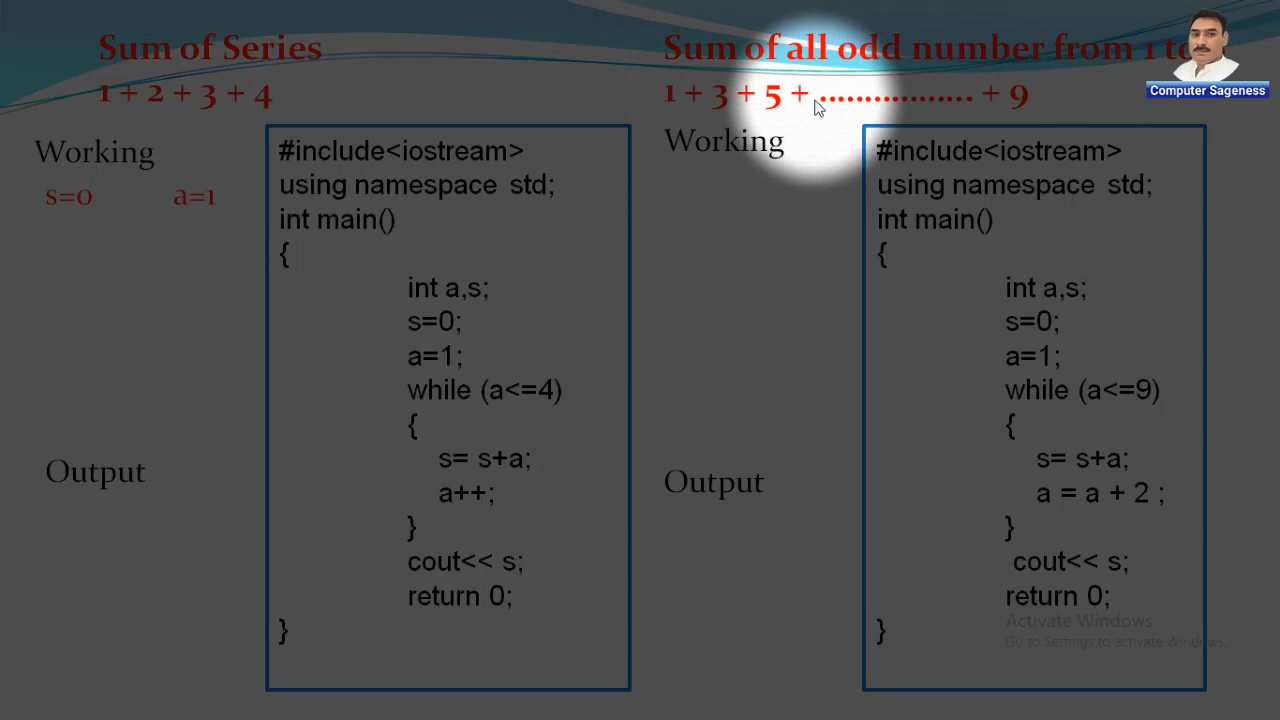 Sum of Series
1 + 2 + 3 + 4
Working
s=0 a=1
#include<iostream>
using namespace std;
int main()
{
int a,s;
s=0;
a=1;
while (a<=4)
{
s= s+a;
a++;
}
cout<< s;
return 0;
}
Output
Sum of all odd number from 1 to
1 + 3 + 5 + ................. + 9
Working
#include<iostream>
using namespace std;
int main()
{
int a,s;
s=0;
a=1;
while (a<=9)
{
s= s+a;
a = a + 2 ;
}
cout<< s;
return 0;
}
Output
Computer Sageness
Activate Windows
Go to Settings to activate Windows.